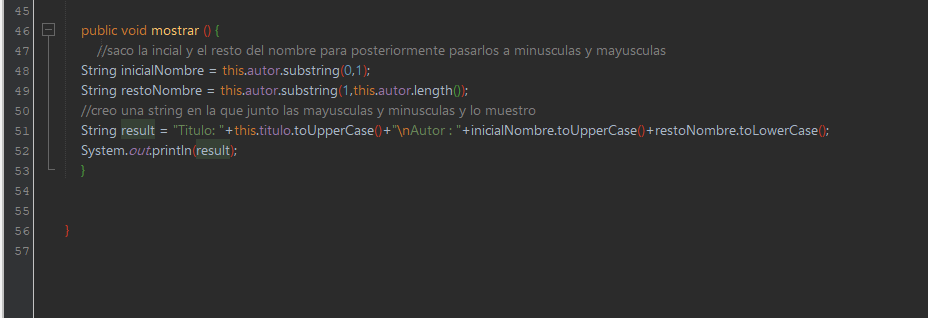 45
46 public void mostrar () {
47 //saco la incial y el resto del nombre para posteriormente pasarlos a minusculas y mayusculas
48 String inicialNombre = this.autor.substring(0,1);
49 String restoNombre = this.autor.substring(1,this.autor.length());
50 //creo una string en la que junto las mayusculas y minusculas y lo muestro
51 String result = "Titulo: "+this.titulo.toUpperCase()+"\nAutor : "+inicialNombre.toUpperCase()+restoNombre.toLowerCase();
52 System.out.println(result);
53 }
54
55
56 }
57